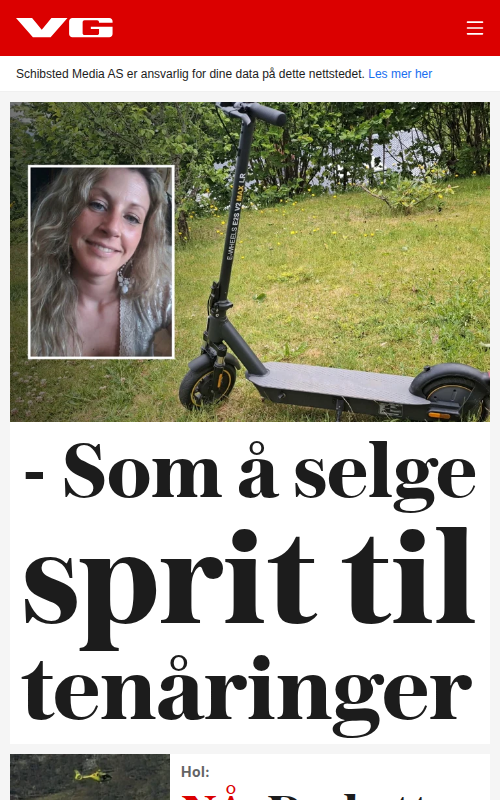 VG
Schibsted Media AS er ansvarlig for dine data på dette nettstedet. Les mer her
E-WHEELS E2S V2 MAX LR
- Som å selge
sprit til
tenåringer
Hol: